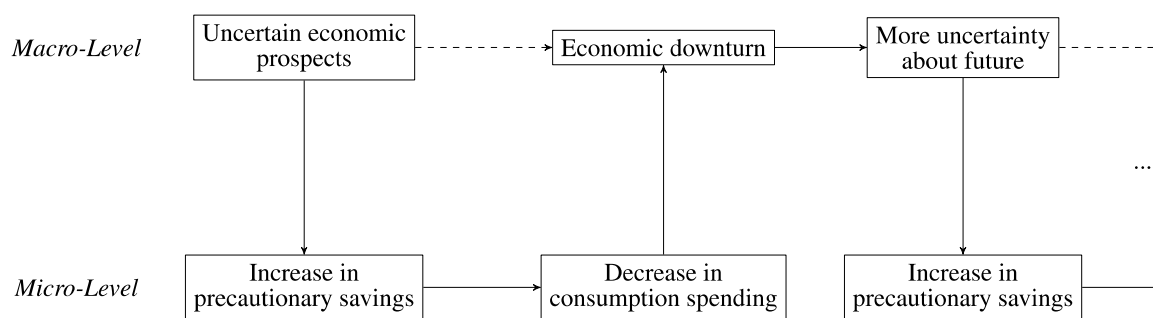 Macro-Level
Uncertain economic
prospects
Economic downturn
More uncertainty
about future
...
Micro-Level
Increase in
precautionary savings
Decrease in
consumption spending
Increase in
precautionary savings